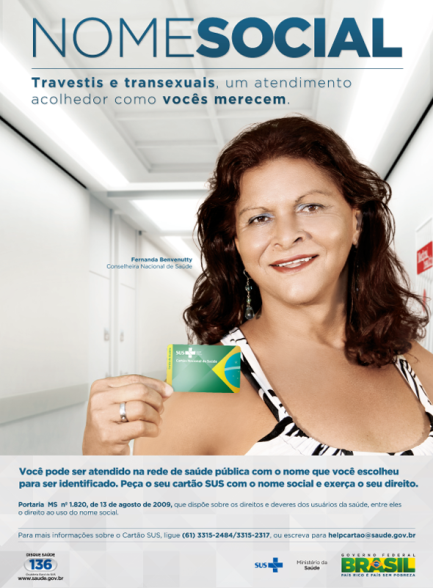 NOMESOCIAL
Travestis e transexuais, um atendimento
acolhedor como vocês merecem.
Fernanda Benvenutty
Conselheira Nacional de Saúde
SUS
Você pode ser atendido na rede de saúde pública com o nome que você escolheu
para ser identificado. Peça o seu cartão SUS com o nome social e exerça o seu direito.
Portaria MS nº 1.820, de 13 de agosto de 2009, que dispõe sobre os direitos e deveres dos usuários da saúde, entre eles
o direito ao uso do nome social.
Para mais informações sobre o Cartão SUS, ligue (61) 3315-2484/3315-2317, ou escreva para helpcartao@saude.gov.br
DISQUE SAÚDE
136
www.saude.gov.br
SUS
Ministério da
Saúde
GOVERNO FEDERAL
BRASIL
PAÍS RICO É PAÍS SEM POBREZA